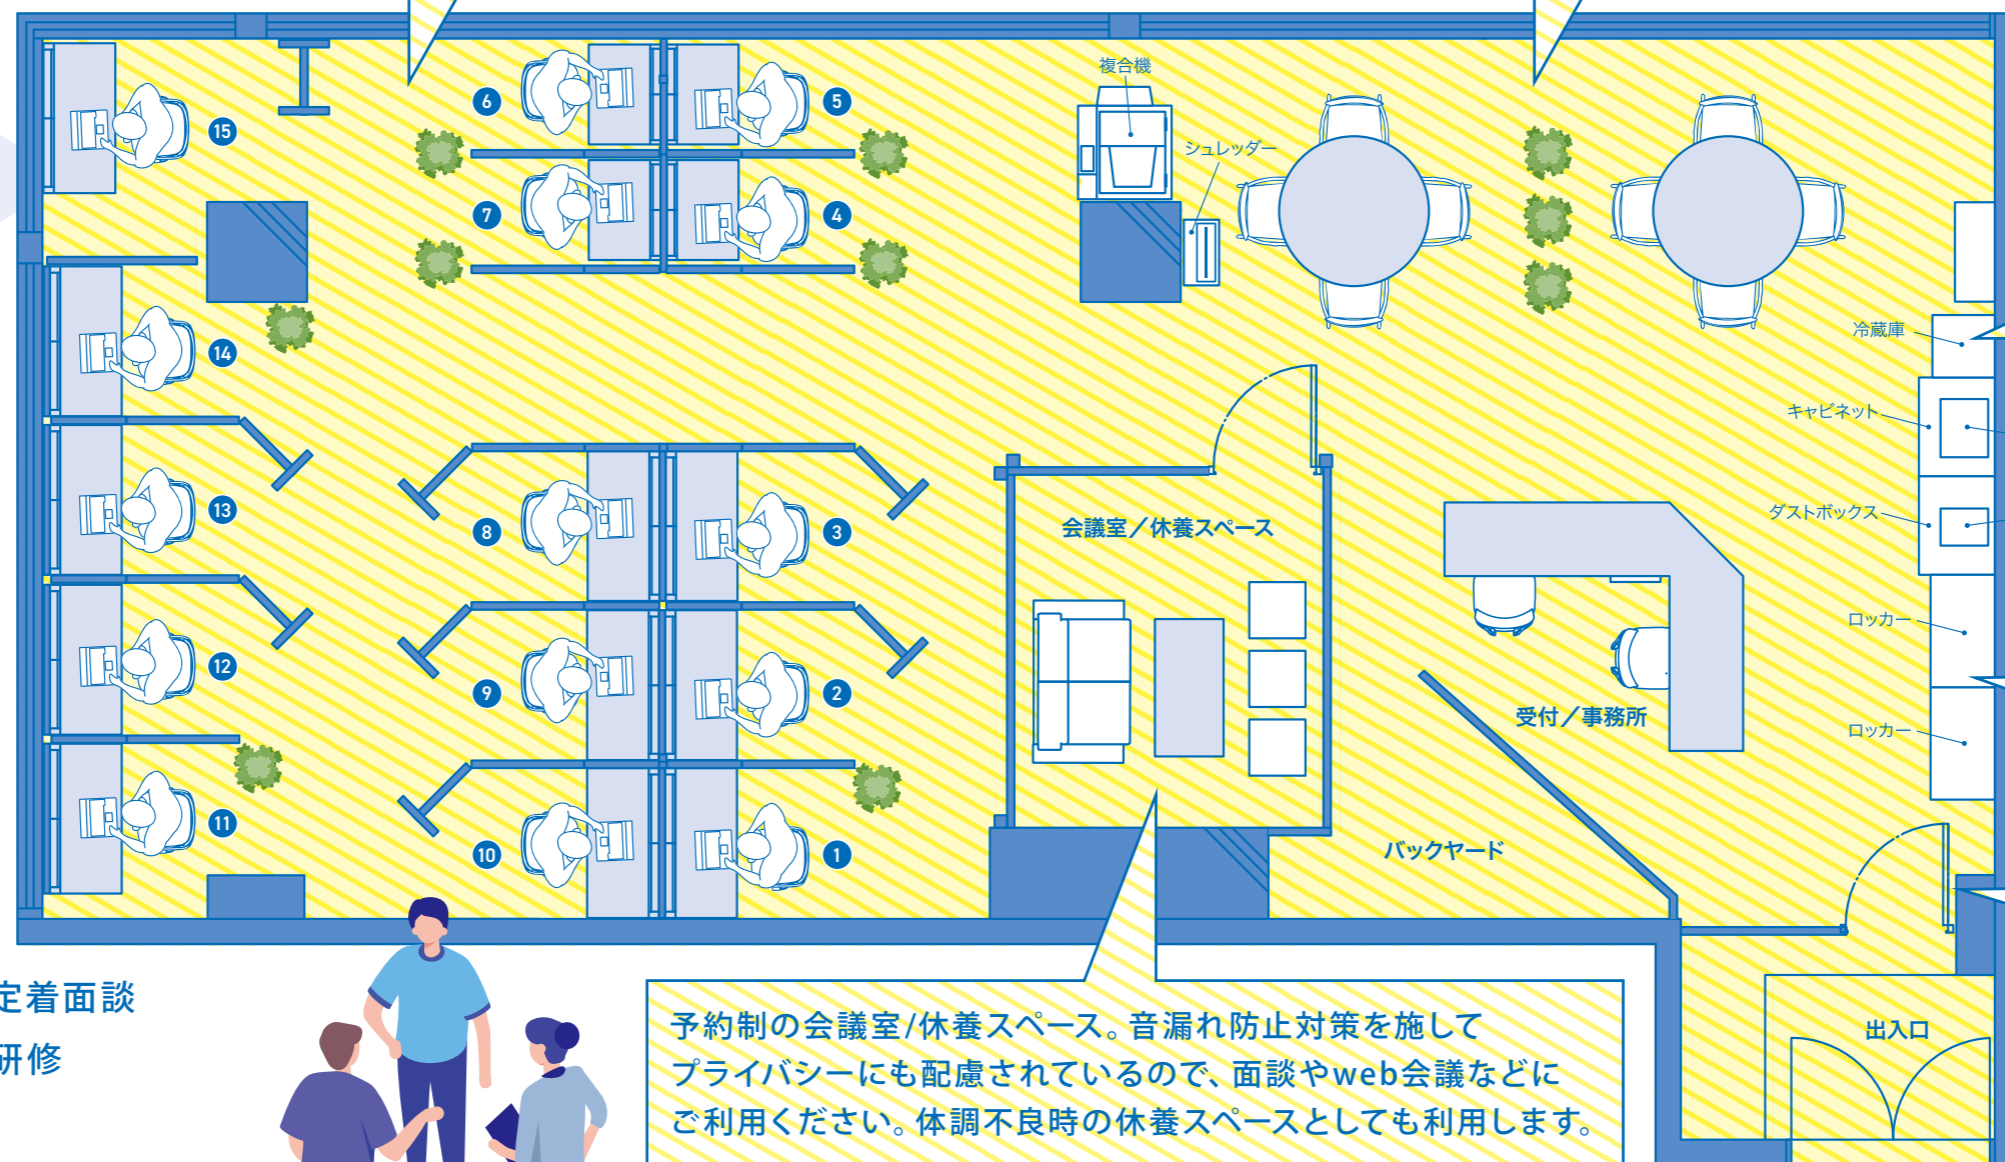 複合機
シュレッダー
6
5
15
7
4
14
冷蔵庫
キャビネット
13
8
3
会議室／休養スペース
ダストボックス
12
9
2
ロッカー
受付／事務所
ロッカー
11
10
1
バックヤード
定着面談
研修
予約制の会議室/休養スペース。音漏れ防止対策を施して
プライバシーにも配慮されているので、面談やweb会議などに
ご利用ください。体調不良時の休養スペースとしても利用します。
出入口